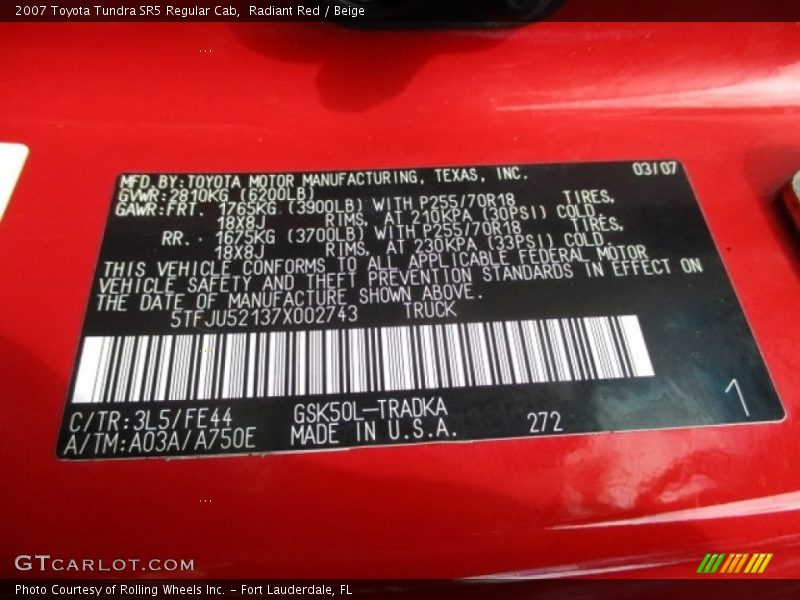 2007 Toyota Tundra SR5 Regular Cab, Radiant Red / Beige
MFD.BY:TOYOTA MOTOR MANUFACTURING, TEXAS, INC. 03/07
GVWR:2810KG (6200LB)
GAWR:FRT. 1765KG (3900LB) WITH P255/70R18 TIRES,
18X8J RIMS, AT 210KPA (30PSI) COLD.
RR. 1675KG (3700LB) WITH P255/70R18 TIRES,
18X8J RIMS, AT 230KPA (33PSI) COLD.
THIS VEHICLE CONFORMS TO ALL APPLICABLE FEDERAL MOTOR
VEHICLE SAFETY AND THEFT PREVENTION STANDARDS IN EFFECT ON
THE DATE OF MANUFACTURE SHOWN ABOVE.
5TFJU52137X002743 TRUCK
C/TR:3L5/FE44 GSK50L-TRADKA
A/TM:A03A/A750E MADE IN U.S.A. 272 1
GTCARLOT.COM
Photo Courtesy of Rolling Wheels Inc. - Fort Lauderdale, FL